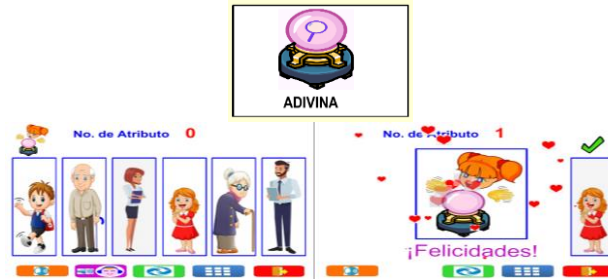 ADIVINA
No. de Atributo 0
No. de Atributo 1
¡Felicidades!